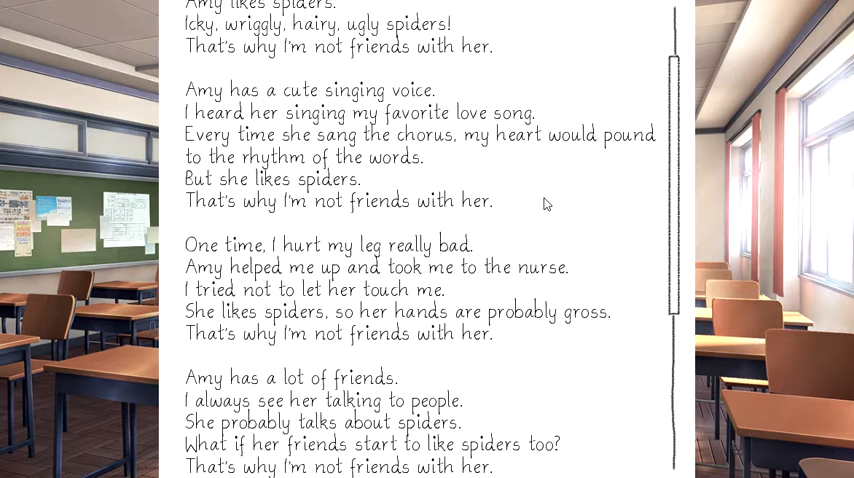 Amy likes spiders.
Icky, wriggly, hairy, ugly spiders!
That's why I'm not friends with her.
Amy has a cute singing voice.
I heard her singing my favorite love song.
Every time she sang the chorus, my heart would pound
to the rhythm of the words.
But she likes spiders.
That's why I'm not friends with her.
One time, I hurt my leg really bad.
Amy helped me up and took me to the nurse.
I tried not to let her touch me.
She likes spiders, so her hands are probably gross.
That's why I'm not friends with her.
Amy has a lot of friends.
I always see her talking to people.
She probably talks about spiders.
What if her friends start to like spiders too?
That's why I'm not friends with her.